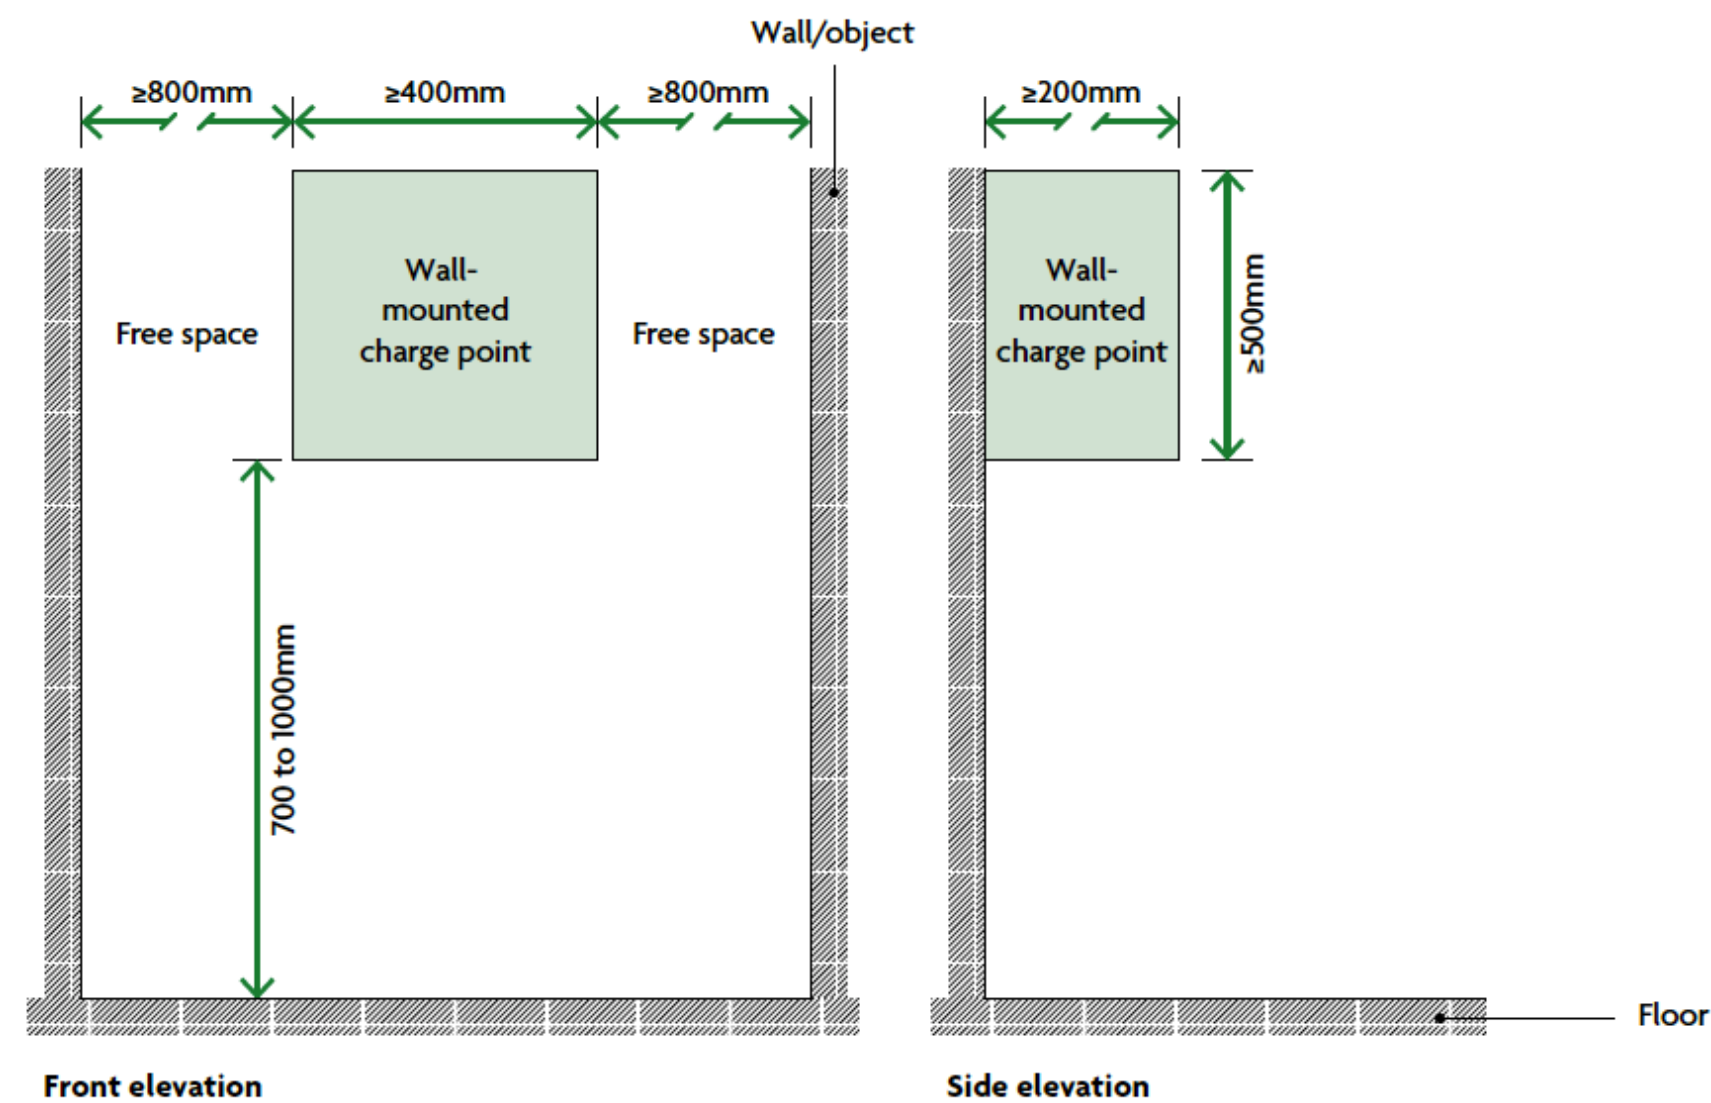 Wall/object
≥800mm
≥400mm
≥800mm
≥200mm
Wall-
mounted
charge point
Free space
Free space
Wall-
mounted
charge point
≥500mm
700 to 1000mm
Floor
Front elevation
Side elevation